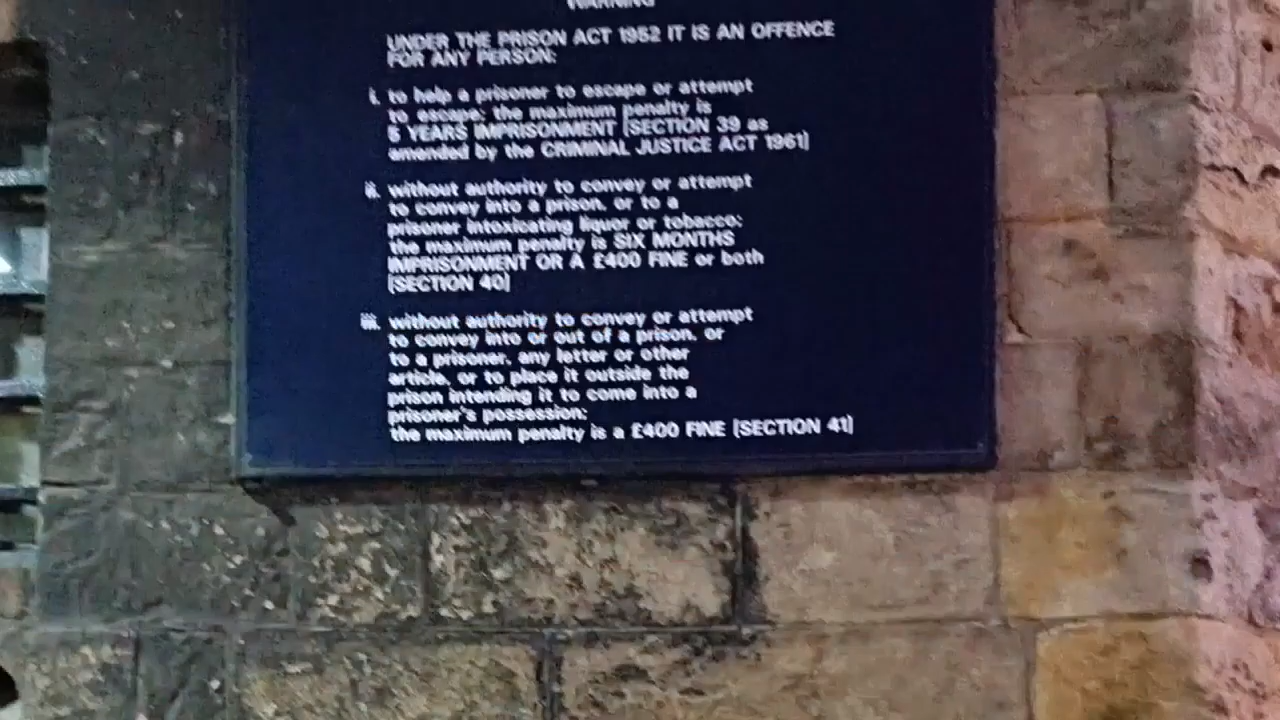 WARNING
UNDER THE PRISON ACT 1952 IT IS AN OFFENCE
FOR ANY PERSON:
i. to help a prisoner to escape or attempt
to escape: the maximum penalty is
5 YEARS IMPRISONMENT [SECTION 39 as
amended by the CRIMINAL JUSTICE ACT 1961]
ii. without authority to convey or attempt
to convey into a prison, or to a
prisoner intoxicating liquor or tobacco:
the maximum penalty is SIX MONTHS
IMPRISONMENT OR A £400 FINE or both
[SECTION 40]
iii. without authority to convey or attempt
to convey into or out of a prison, or
to a prisoner, any letter or other
article, or to place it outside the
prison intending it to come into a
prisoner's possession:
the maximum penalty is a £400 FINE [SECTION 41]